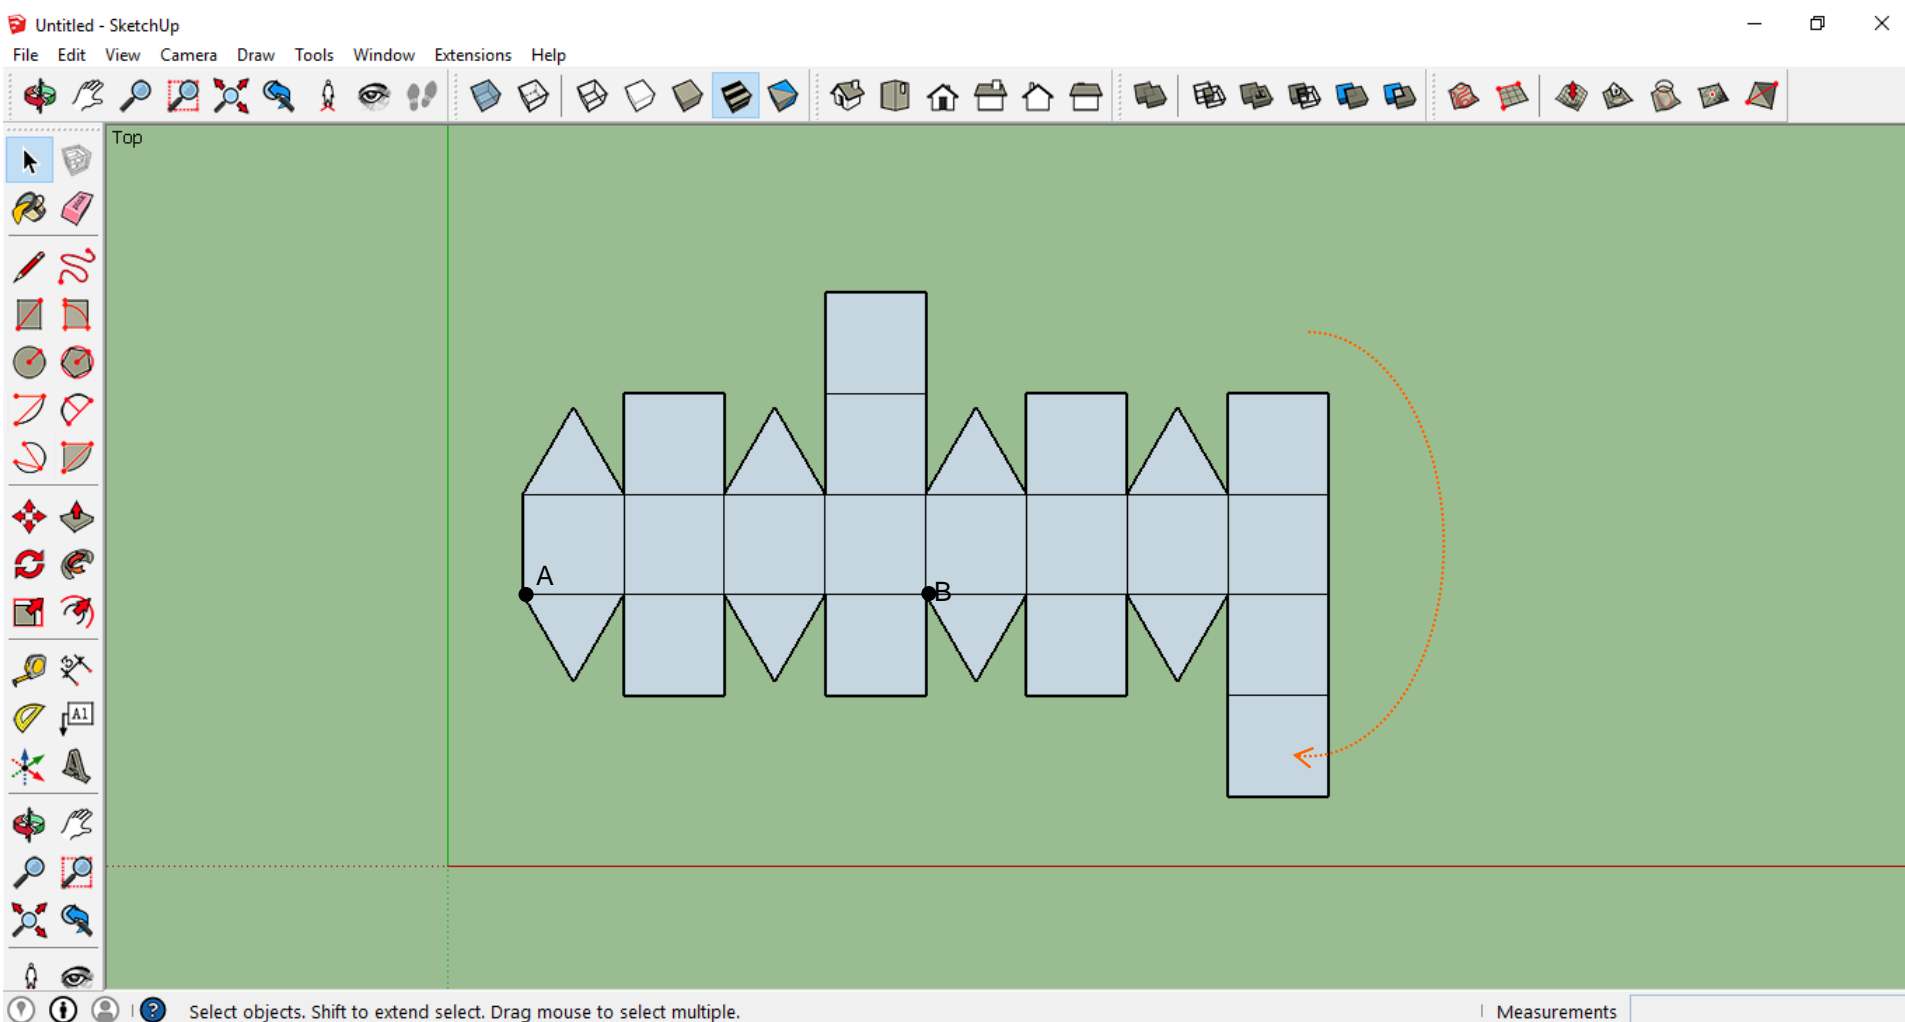 Untitled - SketchUp
File Edit View Camera Draw Tools Window Extensions Help
Top
A
B
A1
Select objects. Shift to extend select. Drag mouse to select multiple.
Measurements